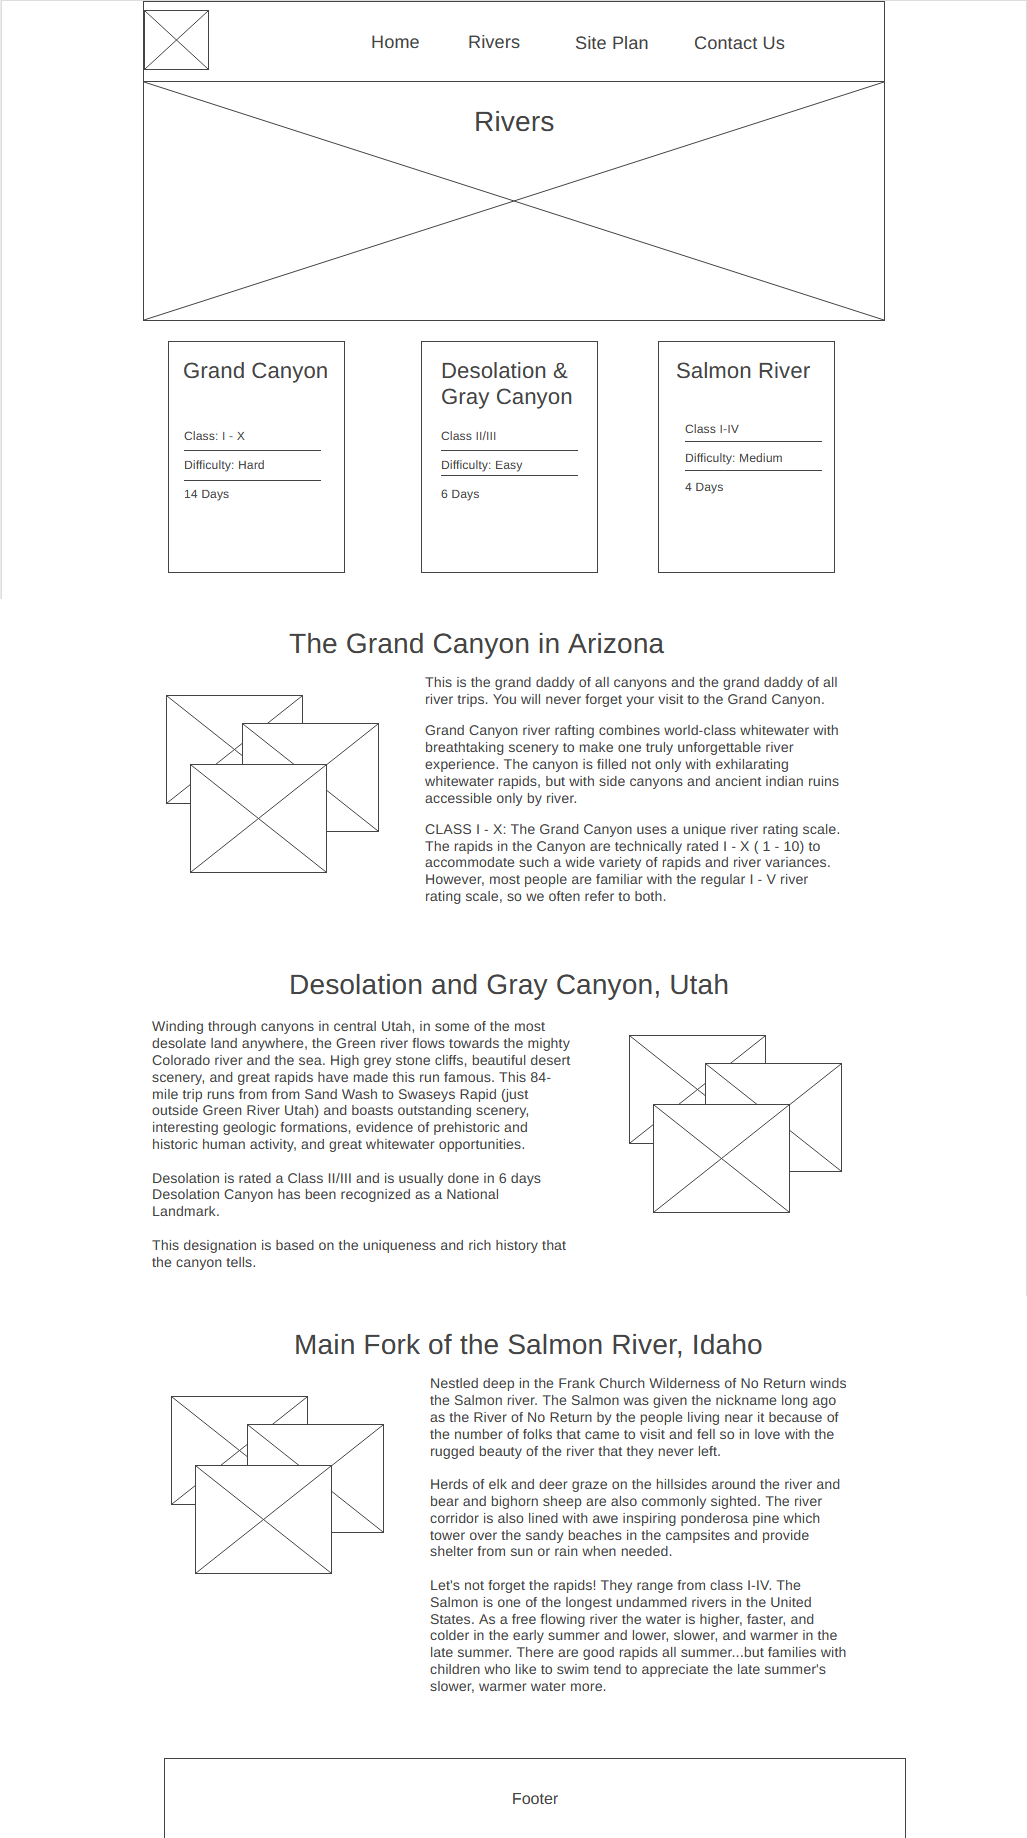 Home Rivers Site Plan Contact Us
Rivers
Grand Canyon
Class: I - X
Difficulty: Hard
14 Days
Desolation &
Gray Canyon
Class II/III
Difficulty: Easy
6 Days
Salmon River
Class I-IV
Difficulty: Medium
4 Days
The Grand Canyon in Arizona
This is the grand daddy of all canyons and the grand daddy of all
river trips. You will never forget your visit to the Grand Canyon.
Grand Canyon river rafting combines world-class whitewater with
breathtaking scenery to make one truly unforgettable river
experience. The canyon is filled not only with exhilarating
whitewater rapids, but with side canyons and ancient indian ruins
accessible only by river.
CLASS I - X: The Grand Canyon uses a unique river rating scale.
The rapids in the Canyon are technically rated I - X ( 1 - 10) to
accommodate such a wide variety of rapids and river variances.
However, most people are familiar with the regular I - V river
rating scale, so we often refer to both.
Desolation and Gray Canyon, Utah
Winding through canyons in central Utah, in some of the most
desolate land anywhere, the Green river flows towards the mighty
Colorado river and the sea. High grey stone cliffs, beautiful desert
scenery, and great rapids have made this run famous. This 84-
mile trip runs from from Sand Wash to Swaseys Rapid (just
outside Green River Utah) and boasts outstanding scenery,
interesting geologic formations, evidence of prehistoric and
historic human activity, and great whitewater opportunities.
Desolation is rated a Class II/III and is usually done in 6 days
Desolation Canyon has been recognized as a National
Landmark.
This designation is based on the uniqueness and rich history that
the canyon tells.
Main Fork of the Salmon River, Idaho
Nestled deep in the Frank Church Wilderness of No Return winds
the Salmon river. The Salmon was given the nickname long ago
as the River of No Return by the people living near it because of
the number of folks that came to visit and fell so in love with the
rugged beauty of the river that they never left.
Herds of elk and deer graze on the hillsides around the river and
bear and bighorn sheep are also commonly sighted. The river
corridor is also lined with awe inspiring ponderosa pine which
tower over the sandy beaches in the campsites and provide
shelter from sun or rain when needed.
Let's not forget the rapids! They range from class I-IV. The
Salmon is one of the longest undammed rivers in the United
States. As a free flowing river the water is higher, faster, and
colder in the early summer and lower, slower, and warmer in the
late summer. There are good rapids all summer...but families with
children who like to swim tend to appreciate the late summer's
slower, warmer water more.
Footer